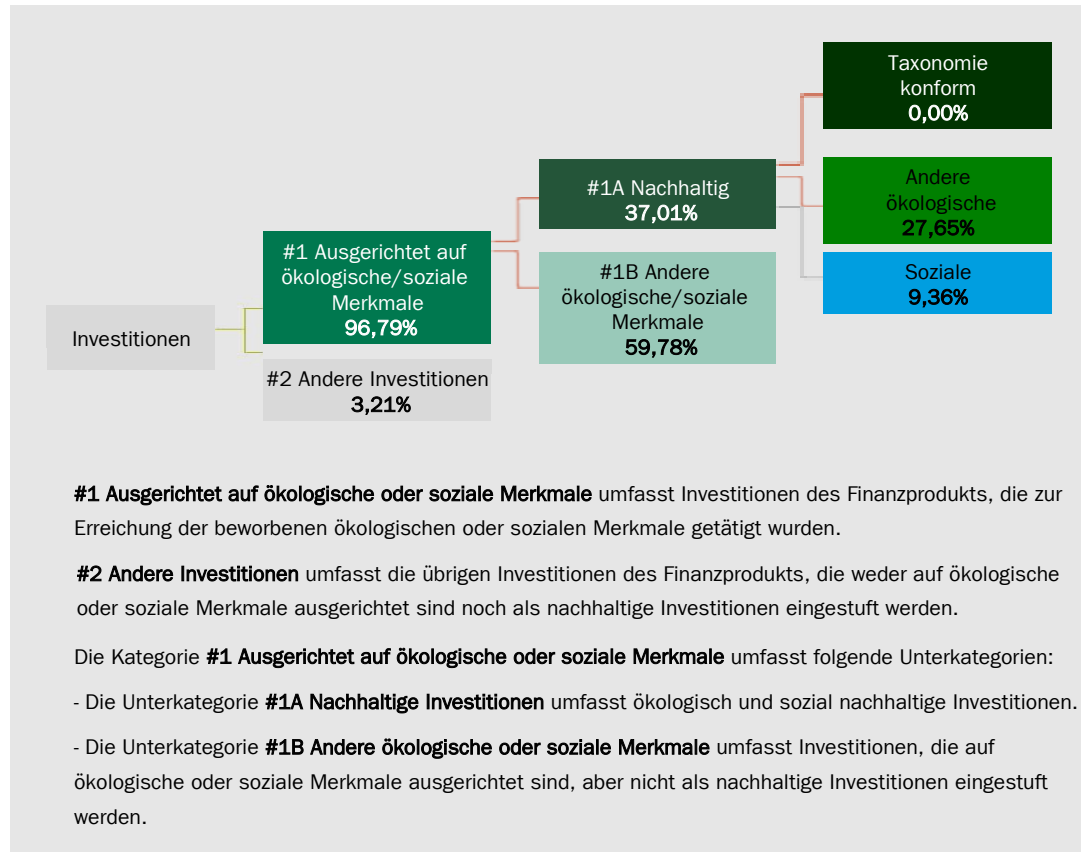 Taxonomie
konform
0,00%
#1A Nachhaltig
37,01%
Andere
ökologische
27,65%
#1 Ausgerichtet auf
ökologische/soziale
Merkmale
96,79%
#1B Andere
ökologische/soziale
Merkmale
59,78%
Soziale
9,36%
Investitionen
#2 Andere Investitionen
3,21%
#1 Ausgerichtet auf ökologische oder soziale Merkmale umfasst Investitionen des Finanzprodukts, die zur
Erreichung der beworbenen ökologischen oder sozialen Merkmale getätigt wurden.
#2 Andere Investitionen umfasst die übrigen Investitionen des Finanzprodukts, die weder auf ökologische
oder soziale Merkmale ausgerichtet sind noch als nachhaltige Investitionen eingestuft werden.
Die Kategorie #1 Ausgerichtet auf ökologische oder soziale Merkmale umfasst folgende Unterkategorien:
- Die Unterkategorie #1A Nachhaltige Investitionen umfasst ökologisch und sozial nachhaltige Investitionen.
- Die Unterkategorie #1B Andere ökologische oder soziale Merkmale umfasst Investitionen, die auf
ökologische oder soziale Merkmale ausgerichtet sind, aber nicht als nachhaltige Investitionen eingestuft
werden.